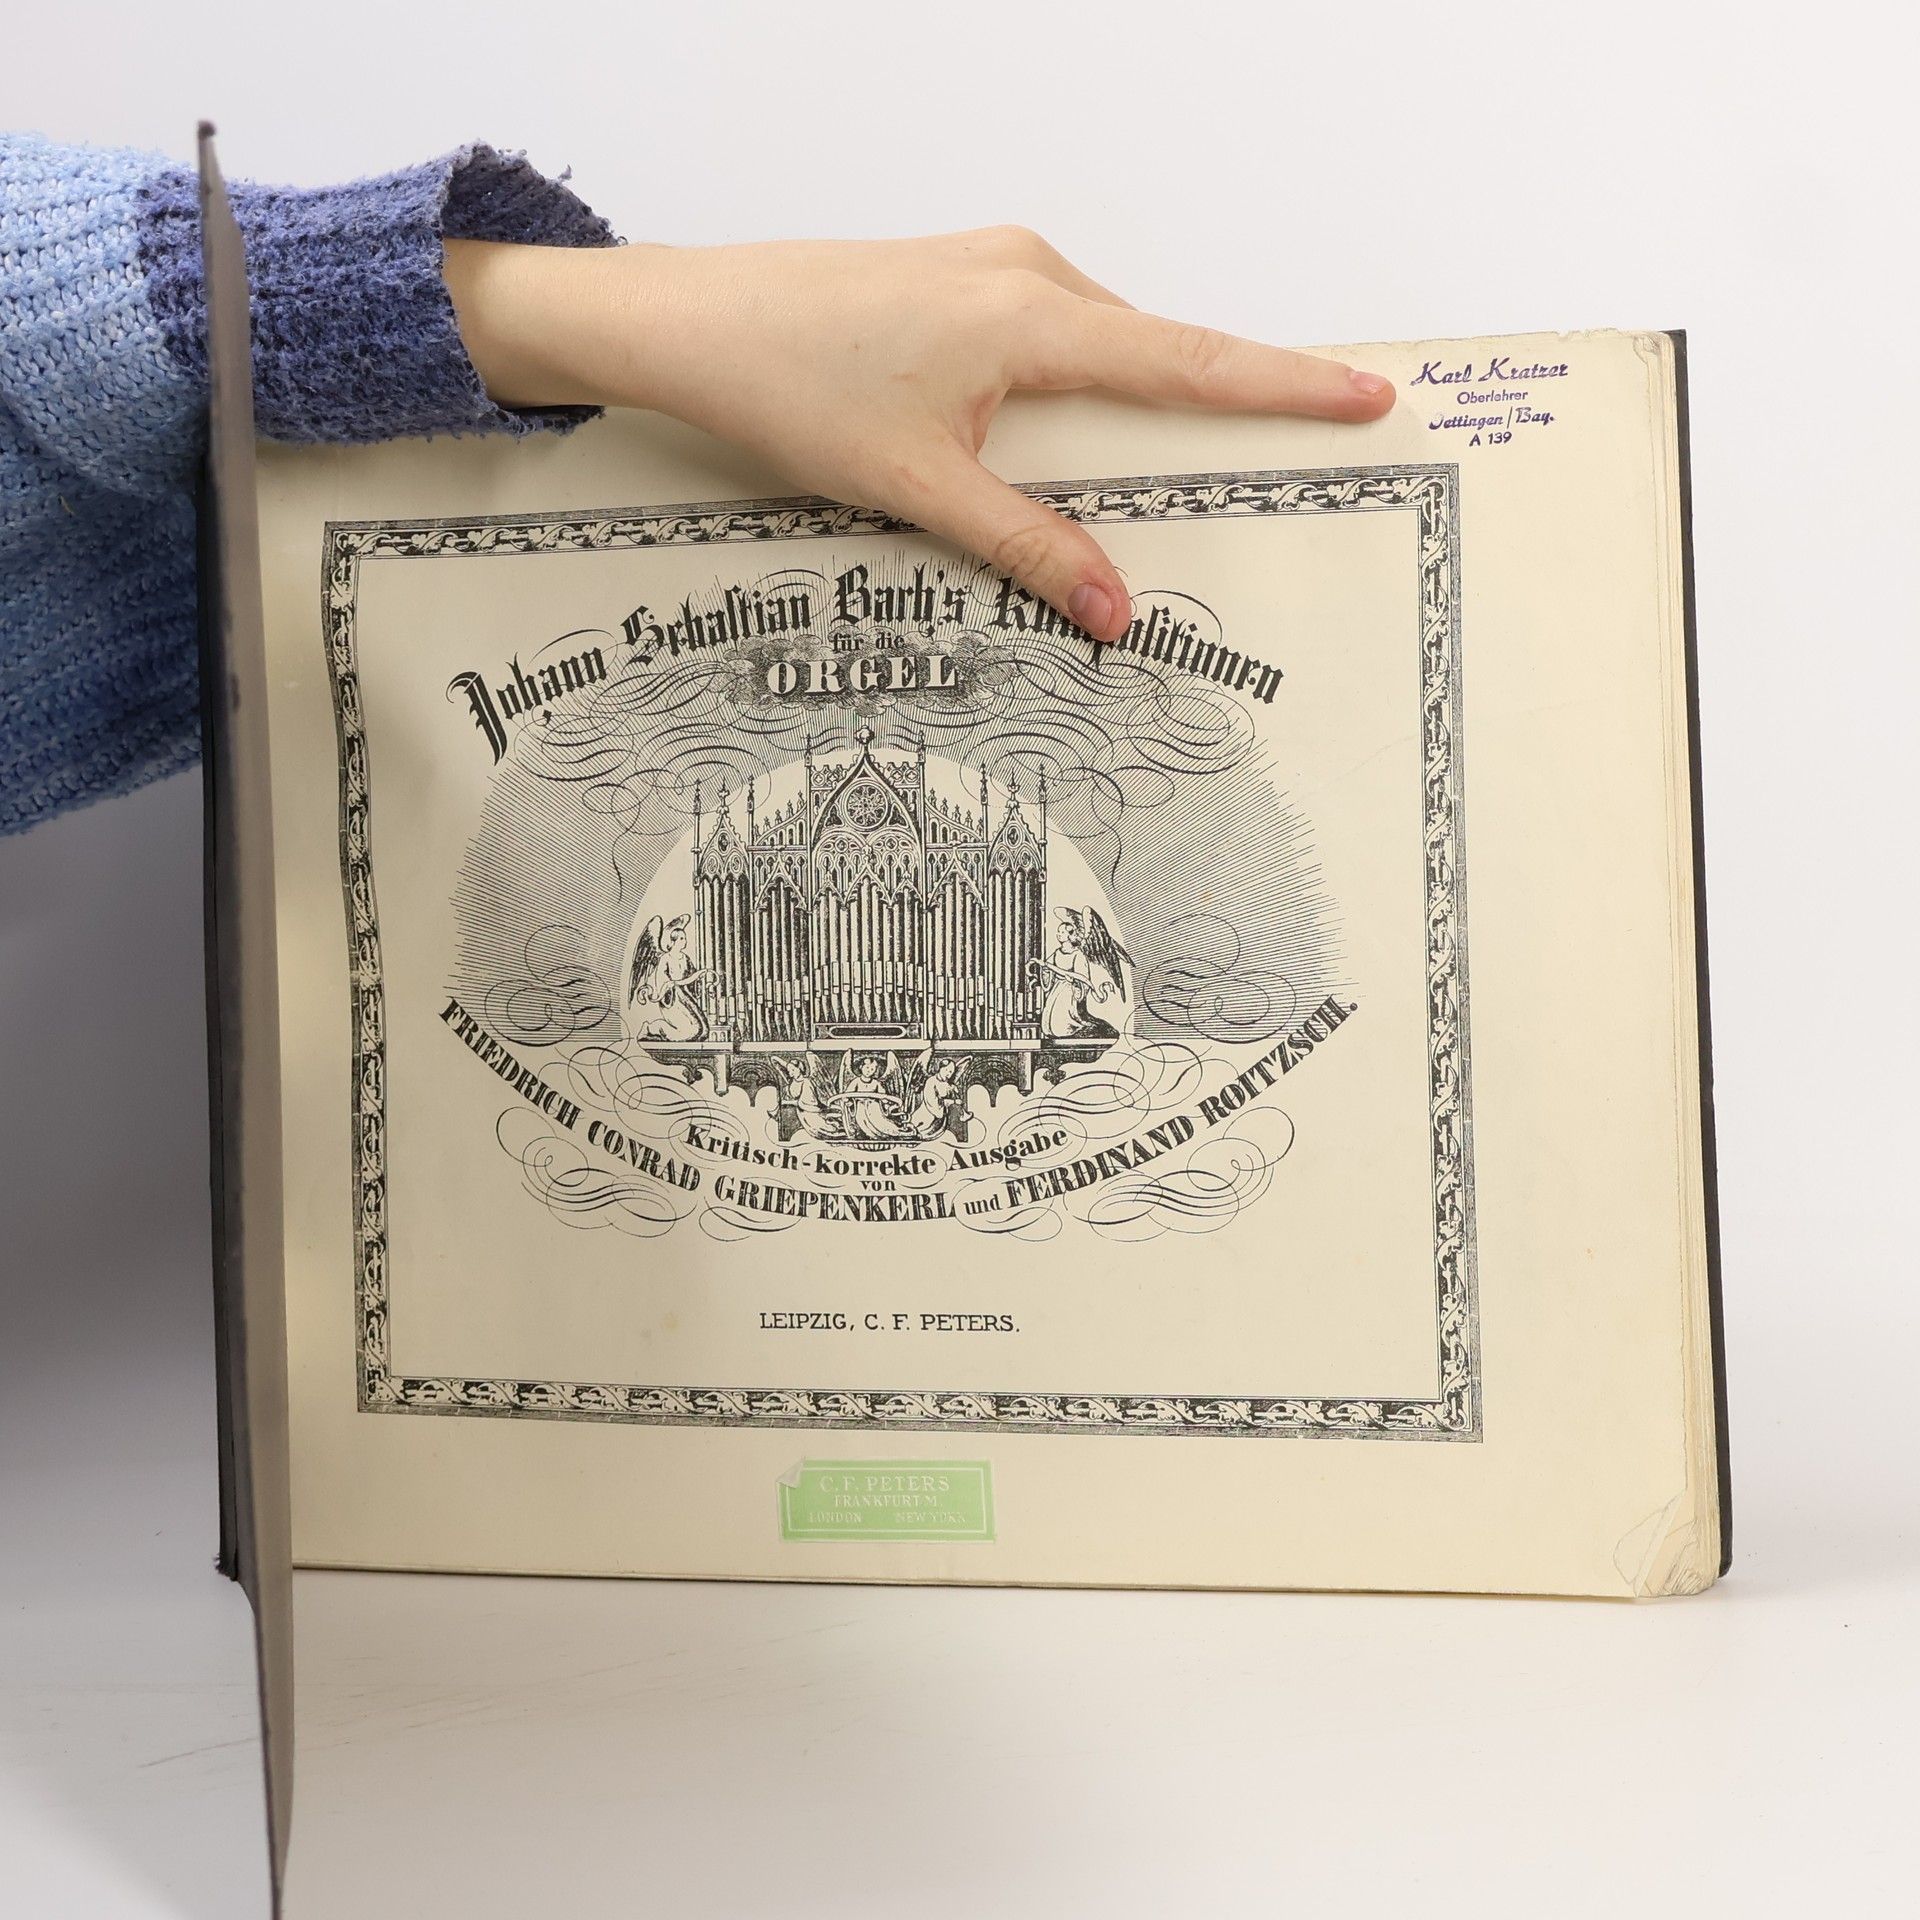 Karl Kratzer
Oberlehrer
Oettingen/Bay.
A 139
Johann Sebastian Bach's
für die
ORGEL
Kritisch-korrekte Ausgabe
von
FRIEDRICH CONRAD GRIEPENKERL und FERDINAND ROITZSCH.
LEIPZIG, C. F. PETERS.
C. F. PETERS
FRANKFURT M.
LONDON NEW YORK